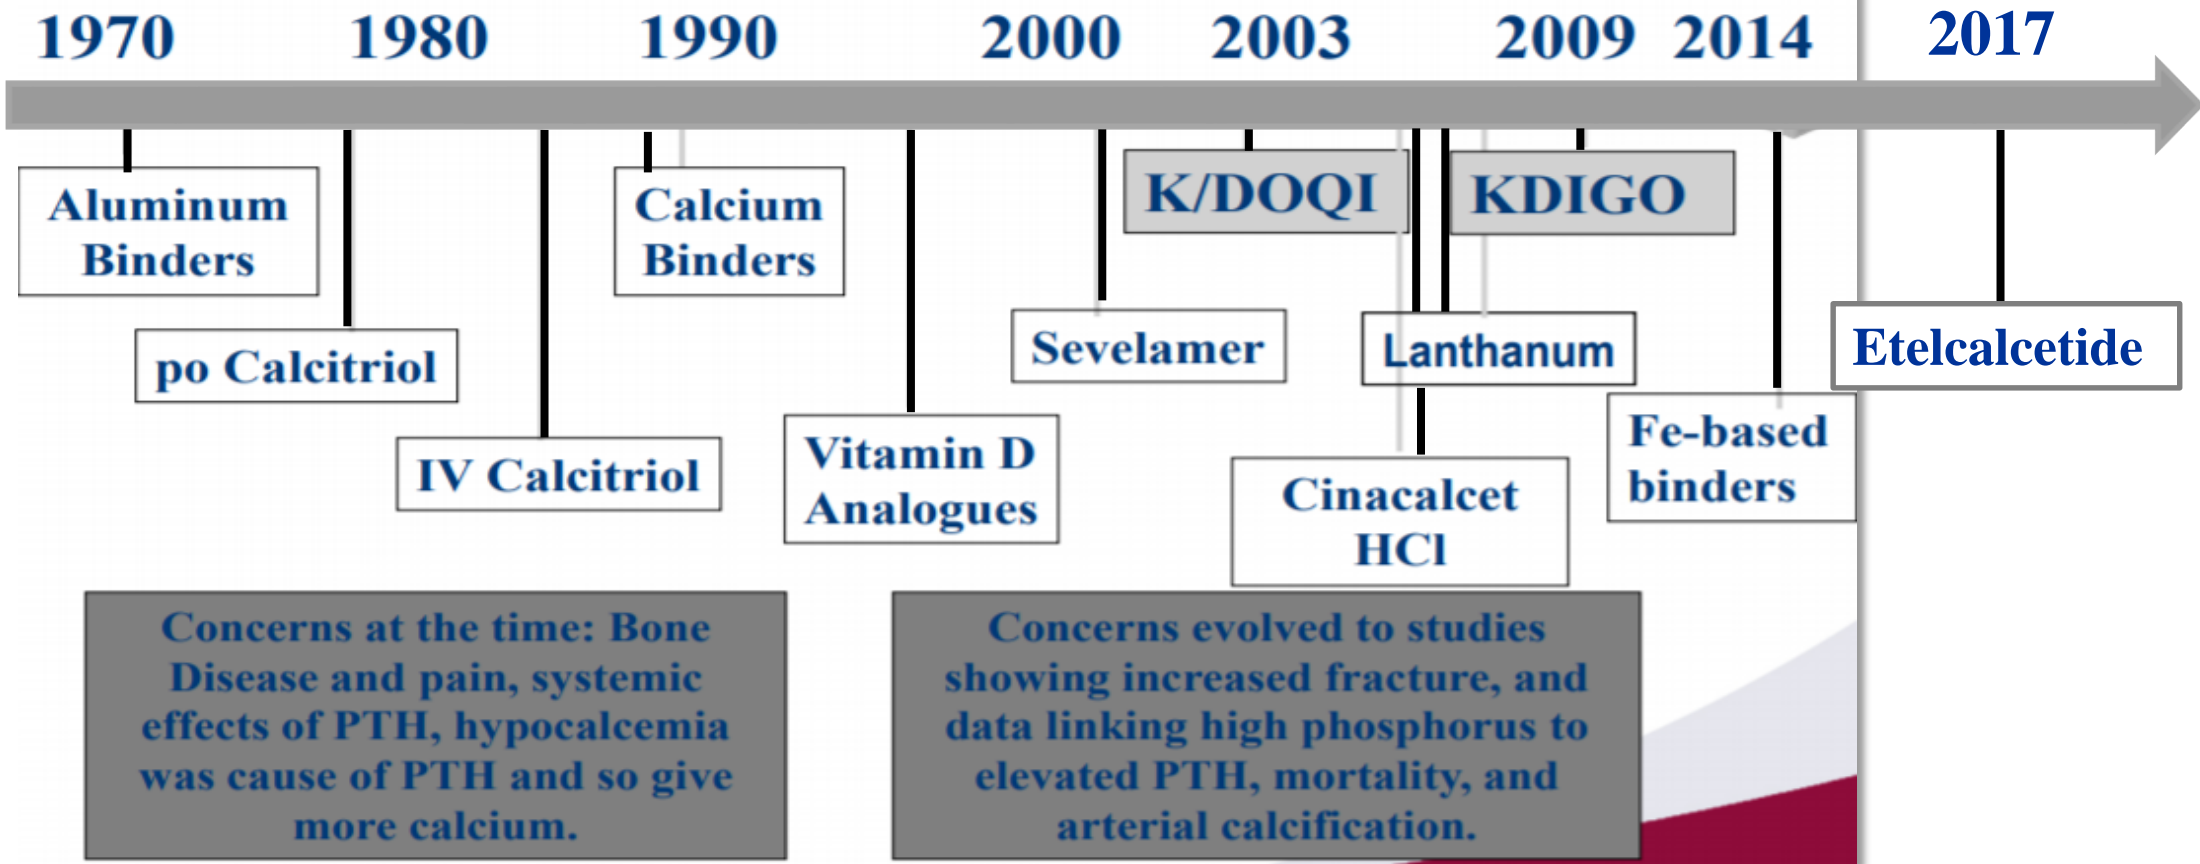 1970 1980 1990 2000 2003 2009 2014 2017
Aluminum
Binders
Calcium
Binders
K/DOQI
KDIGO
po Calcitriol
Sevelamer
Lanthanum
Etelcalcetide
IV Calcitriol
Vitamin D
Analogues
Cinacalcet
HCl
Fe-based
binders
Concerns at the time: Bone
Disease and pain, systemic
effects of PTH, hypocalcemia
was cause of PTH and so give
more calcium.
Concerns evolved to studies
showing increased fracture, and
data linking high phosphorus to
elevated PTH, mortality, and
arterial calcification.